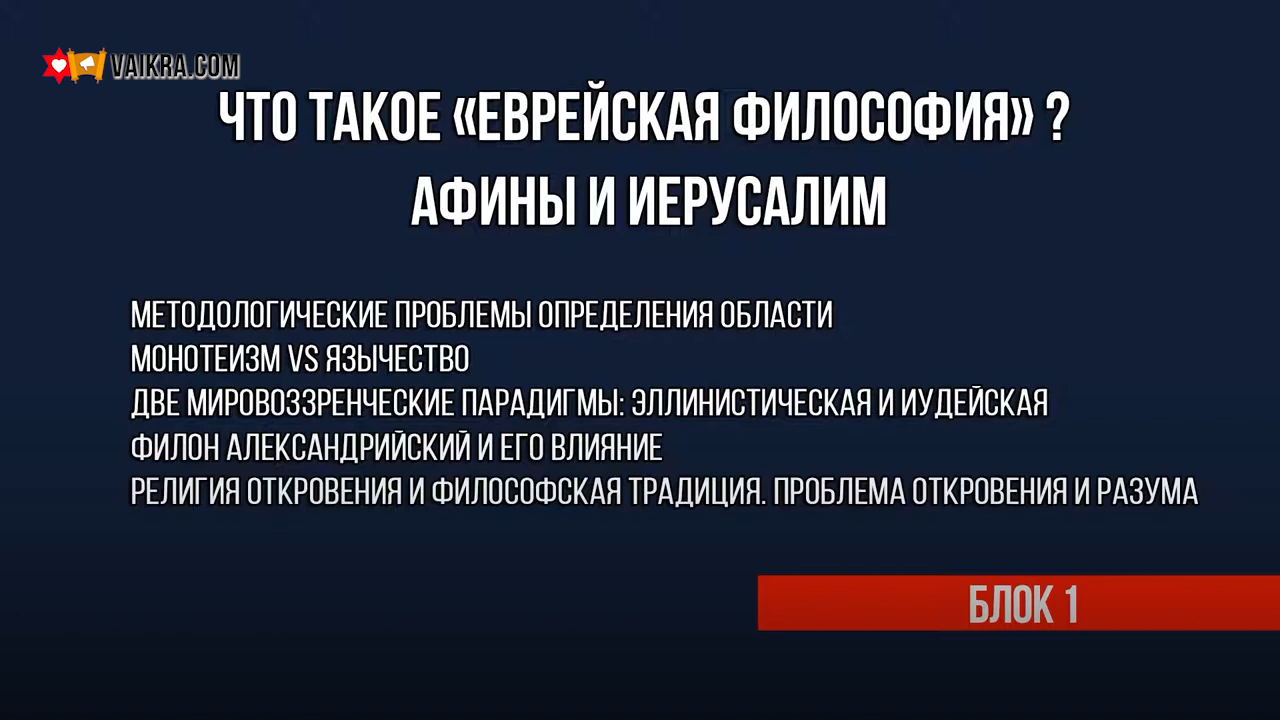 VAIKRA.COM
ЧТО ТАКОЕ «ЕВРЕЙСКАЯ ФИЛОСОФИЯ» ?
АФИНЫ И ИЕРУСАЛИМ
МЕТОДОЛОГИЧЕСКИЕ ПРОБЛЕМЫ ОПРЕДЕЛЕНИЯ ОБЛАСТИ
МОНОТЕИЗМ VS ЯЗЫЧЕСТВО
ДВЕ МИРОВОЗЗРЕНЧЕСКИЕ ПАРАДИГМЫ: ЭЛЛИНИСТИЧЕСКАЯ И ИУДЕЙСКАЯ
ФИЛОН АЛЕКСАНДРИЙСКИЙ И ЕГО ВЛИЯНИЕ
РЕЛИГИЯ ОТКРОВЕНИЯ И ФИЛОСОФСКАЯ ТРАДИЦИЯ. ПРОБЛЕМА ОТКРОВЕНИЯ И РАЗУМА
БЛОК 1